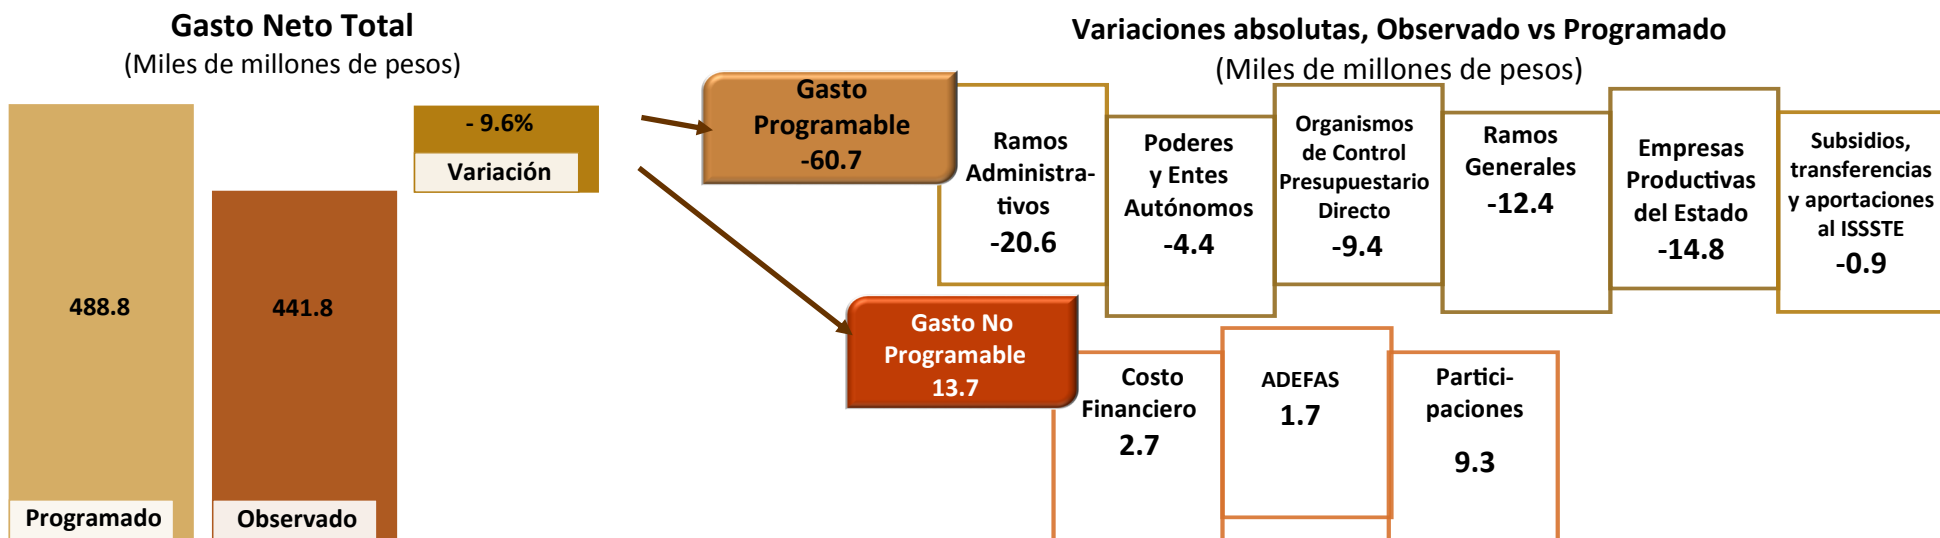 Gasto Neto Total
(Miles de millones de pesos)
488.8
Programado
441.8
Observado
- 9.6%
Variación
Variaciones absolutas, Observado vs Programado
(Miles de millones de pesos)
Gasto
Programable
-60.7
Ramos
Administra-
tivos
-20.6
Poderes
y Entes
Autónomos
-4.4
Organismos
de Control
Presupuestario
Directo
-9.4
Ramos
Generales
-12.4
Empresas
Productivas
del Estado
-14.8
Subsidios,
transferencias
y aportaciones
al ISSSTE
-0.9
Gasto No
Programable
13.7
Costo
Financiero
2.7
ADEFAS
1.7
Partici-
paciones
9.3